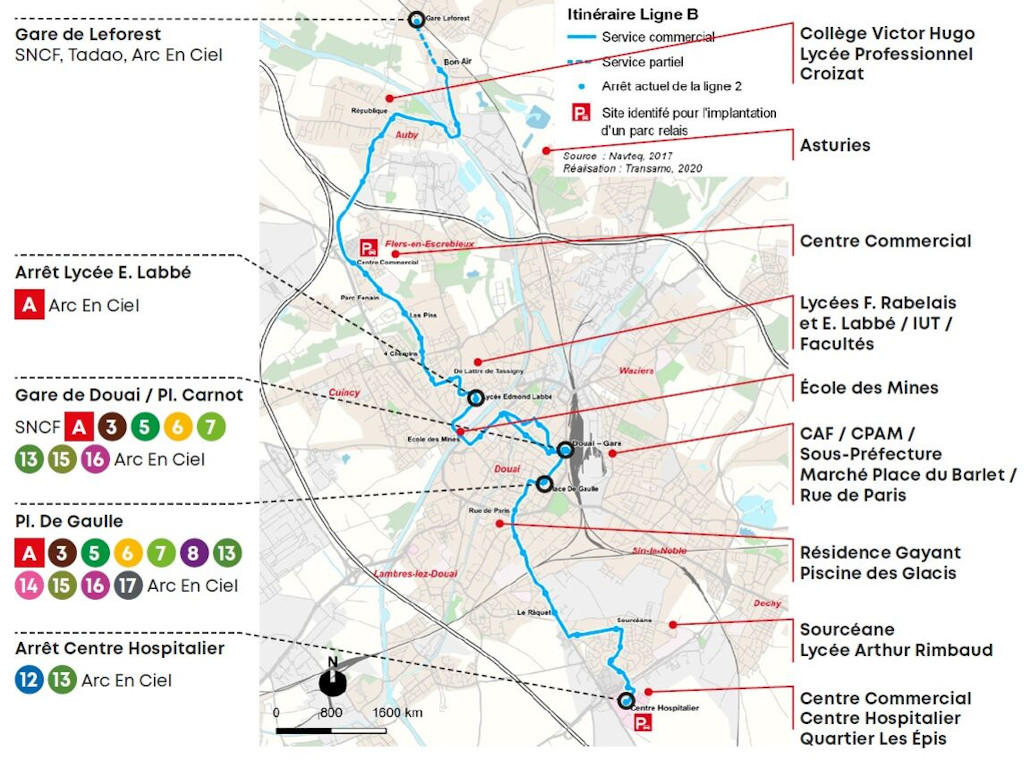 Gare de Leforest
SNCF, Tadao, Arc En Ciel
Arrêt Lycée E. Labbé
A Arc En Ciel
Gare de Douai / Pl. Carnot
SNCF A 3 5 6 7
13 15 16 Arc En Ciel
Pl. De Gaulle
A 3 5 6 7 8 13
14 15 16 17 Arc En Ciel
Arrêt Centre Hospitalier
12 13 Arc En Ciel
Gare Leforest
Bon Air
République
Auby
Flers-en-Escrebieux
Centre Commercial
Parc Fenain
Les Pins
De Lattre de Tassigny
Waziers
Cuincy
Lycée Edmond Labbé
Ecole des Mines
Douai – Gare
Douai
Place De Gaulle
Rue de Paris
Sin-le-Noble
Lambres-lez-Douai
Dechy
Le Râquet
Sourcéane
Centre Hospitalier
P
P
N
0 800 1600 km
Itinéraire Ligne B
Service commercial
Service partiel
Arrêt actuel de la ligne 2
P Site identifé pour l'implantation
d'un parc relais
Source : Navteq, 2017
Réalisation : Transamo, 2020
Collège Victor Hugo
Lycée Professionnel
Croizat
Asturies
Centre Commercial
Lycées F. Rabelais
et E. Labbé / IUT /
Facultés
École des Mines
CAF / CPAM /
Sous-Préfecture
Marché Place du Barlet /
Rue de Paris
Résidence Gayant
Piscine des Glacis
Sourcéane
Lycée Arthur Rimbaud
Centre Commercial
Centre Hospitalier
Quartier Les Épis